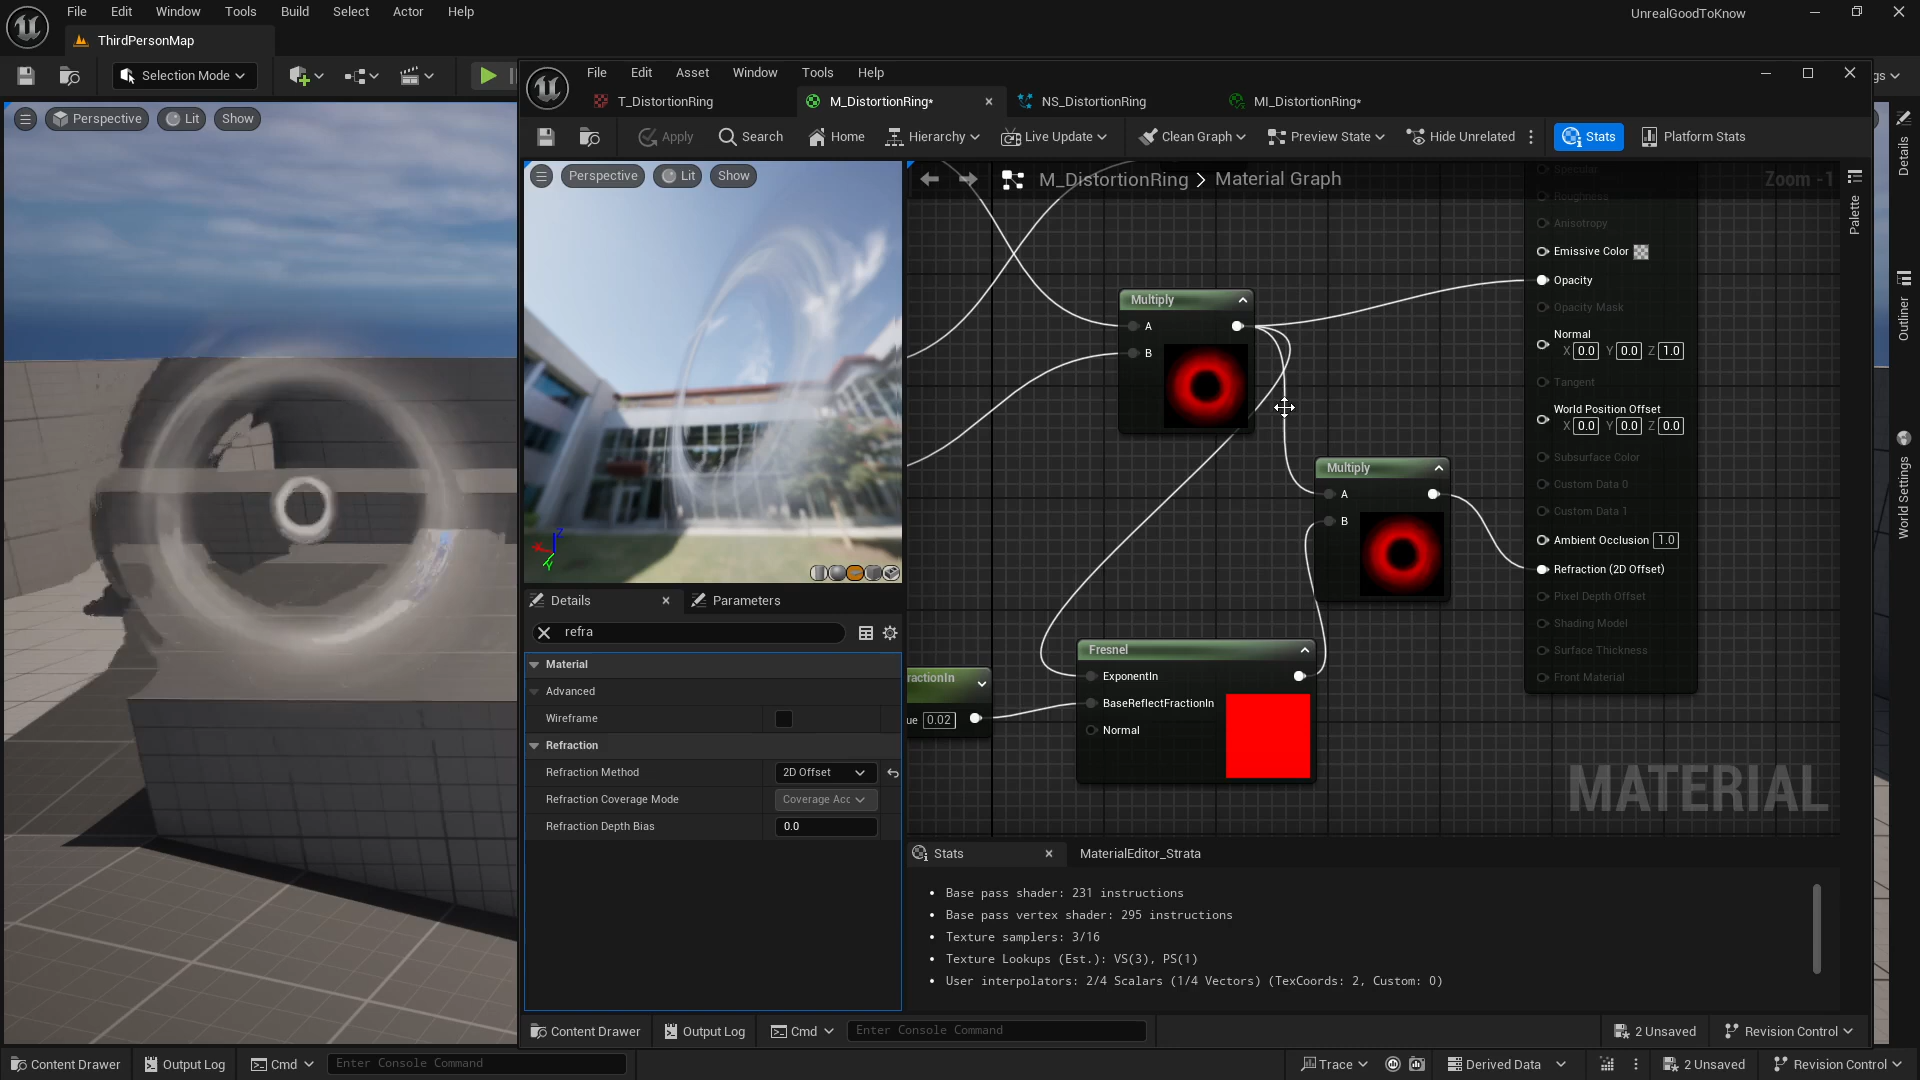 File Edit Window Tools Build Select Actor Help
UnrealGoodToKnow
ThirdPersonMap
Selection Mode
Perspective Lit Show
File Edit Asset Window Tools Help
T_DistortionRing
M_DistortionRing*
NS_DistortionRing
MI_DistortionRing*
Apply Search Home Hierarchy Live Update Clean Graph Preview State Hide Unrelated Stats Platform Stats
gs
Perspective Lit Show
M_DistortionRing > Material Graph
Zoom -1
Palette
Details
Outliner
World Settings
Specular
Roughness
Anisotropy
Emissive Color
Opacity
Opacity Mask
Normal
X 0.0 Y 0.0 Z 1.0
Tangent
World Position Offset
X 0.0 Y 0.0 Z 0.0
Subsurface Color
Custom Data 0
Custom Data 1
Ambient Occlusion 1.0
Refraction (2D Offset)
Pixel Depth Offset
Shading Model
Surface Thickness
Front Material
Multiply
A
B
Multiply
A
B
Fresnel
ExponentIn
BaseReflectFractionIn
Normal
ractionIn
ue 0.02
MATERIAL
Z
Y
Details
Parameters
refra
Material
Advanced
Wireframe
Refraction
Refraction Method 2D Offset
Refraction Coverage Mode Coverage Acc
Refraction Depth Bias 0.0
Stats
MaterialEditor_Strata
Base pass shader: 231 instructions
Base pass vertex shader: 295 instructions
Texture samplers: 3/16
Texture Lookups (Est.): VS(3), PS(1)
User interpolators: 2/4 Scalars (1/4 Vectors) (TexCoords: 2, Custom: 0)
Content Drawer Output Log Cmd Enter Console Command 2 Unsaved Revision Control
Content Drawer Output Log Cmd Enter Console Command Trace Derived Data 2 Unsaved Revision Control